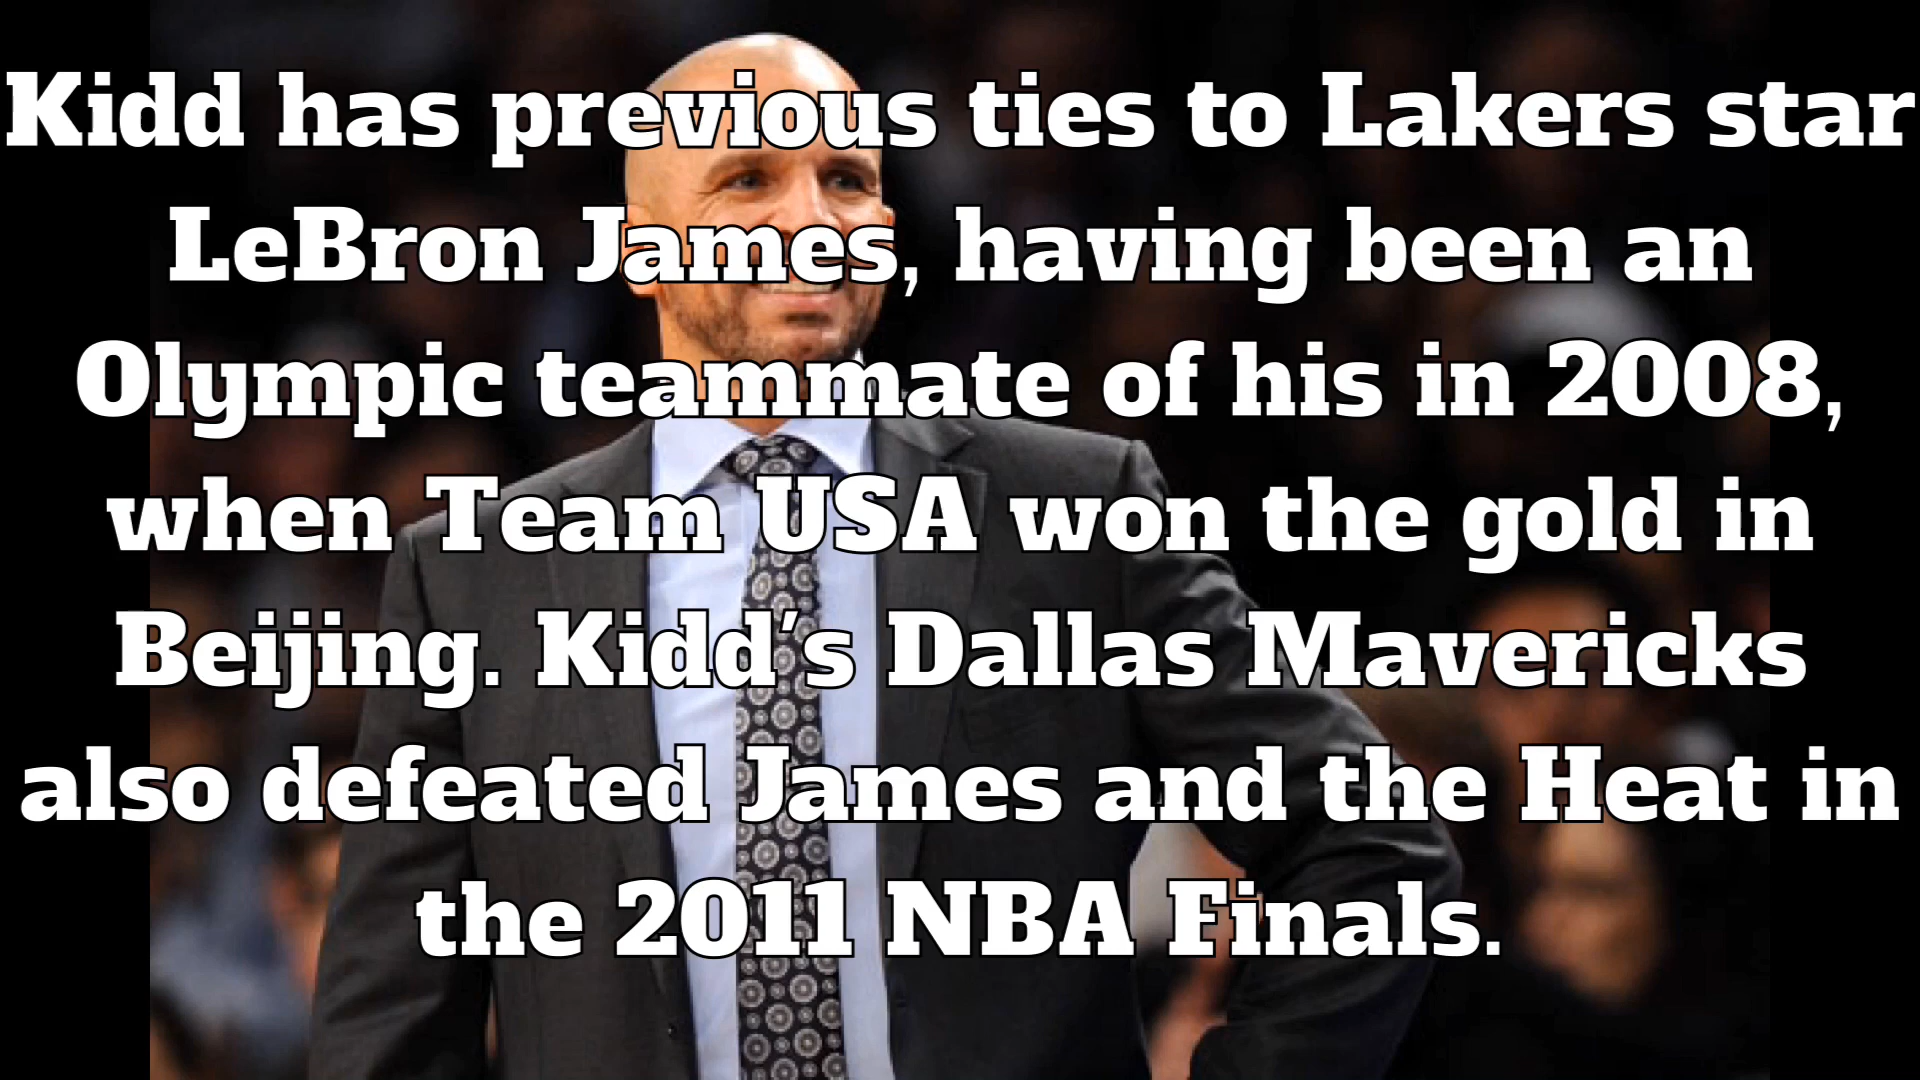 Kidd has previous ties to Lakers star
LeBron James, having been an
Olympic teammate of his in 2008,
when Team USA won the gold in
Beijing. Kidd's Dallas Mavericks
also defeated James and the Heat in
the 2011 NBA Finals.